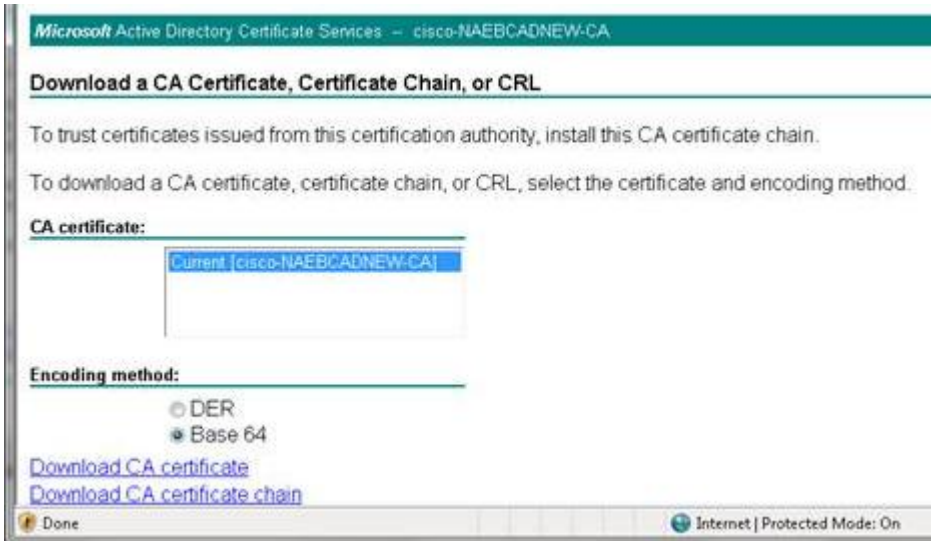 Microsoft Active Directory Certificate Services -- cisco-NAEBCADNEW-CA
Download a CA Certificate, Certificate Chain, or CRL
To trust certificates issued from this certification authority, install this CA certificate chain.
To download a CA certificate, certificate chain, or CRL, select the certificate and encoding method.
CA certificate:
Current [cisco-NAEBCADNEW-CA]
Encoding method:
DER
Base 64
Download CA certificate
Download CA certificate chain
Done Internet | Protected Mode: On